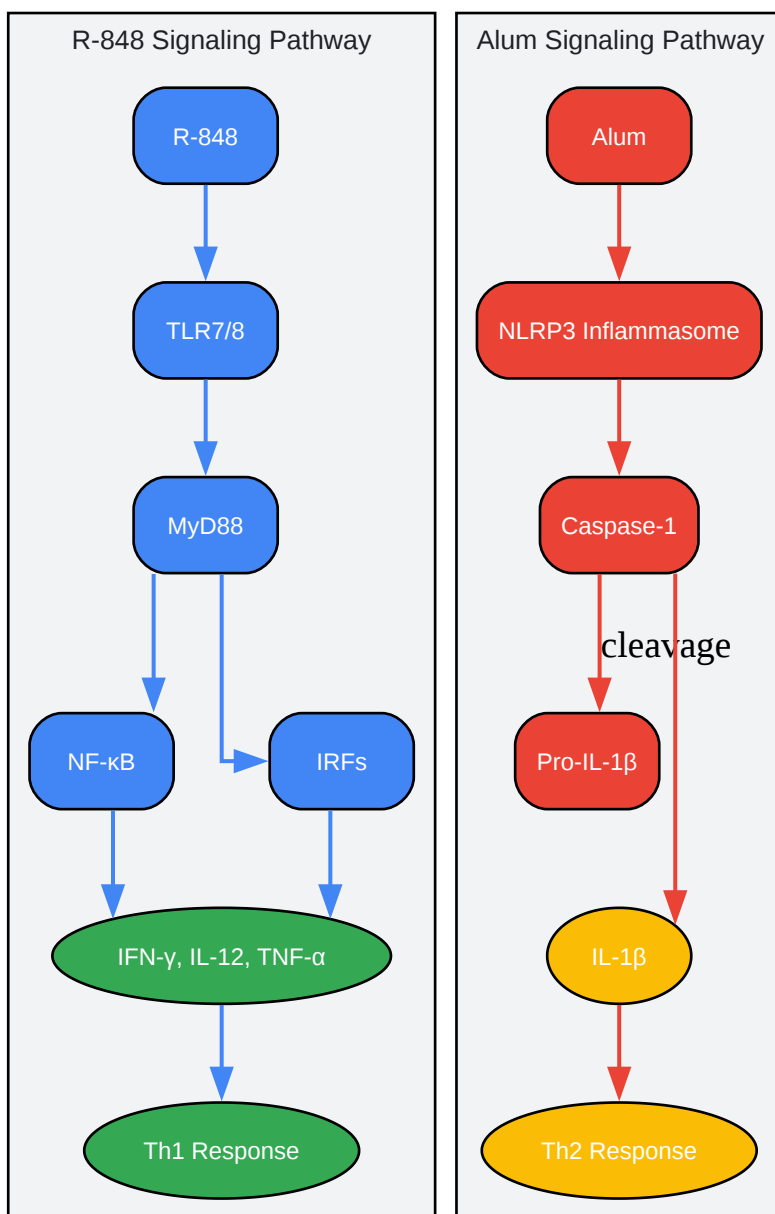 R-848 Signaling Pathway
R-848
TLR7/8
MyD88
NF-κB
IRFs
IFN-γ, IL-12, TNF-α
Th1 Response
Alum Signaling Pathway
Alum
NLRP3 Inflammasome
Caspase-1
cleavage
Pro-IL-1β
IL-1β
Th2 Response